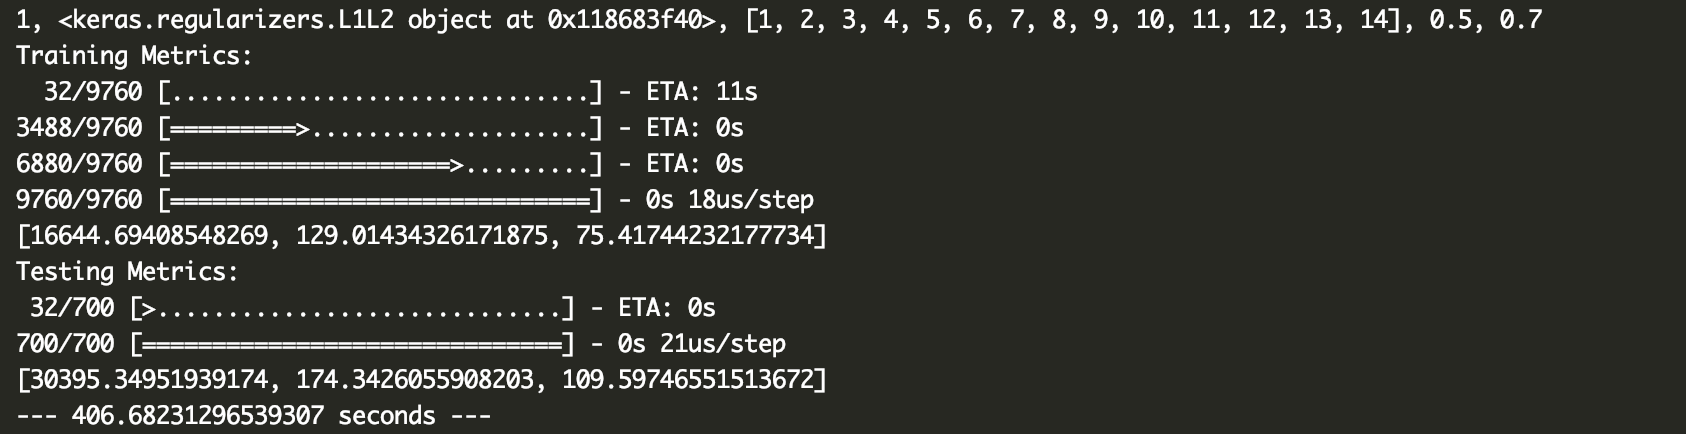 1, <keras.regularizers.L1L2 object at 0x118683f40>, [1, 2, 3, 4, 5, 6, 7, 8, 9, 10, 11, 12, 13, 14], 0.5, 0.7
Training Metrics:
  32/9760 [..............................] - ETA: 11s
3488/9760 [=========>....................] - ETA: 0s
6880/9760 [====================>.........] - ETA: 0s
9760/9760 [==============================] - 0s 18us/step
[16644.69408548269, 129.01434326171875, 75.41744232177734]
Testing Metrics:
 32/700 [>.............................] - ETA: 0s
700/700 [==============================] - 0s 21us/step
[30395.34951939174, 174.3426055908203, 109.59746551513672]
--- 406.68231296539307 seconds ---